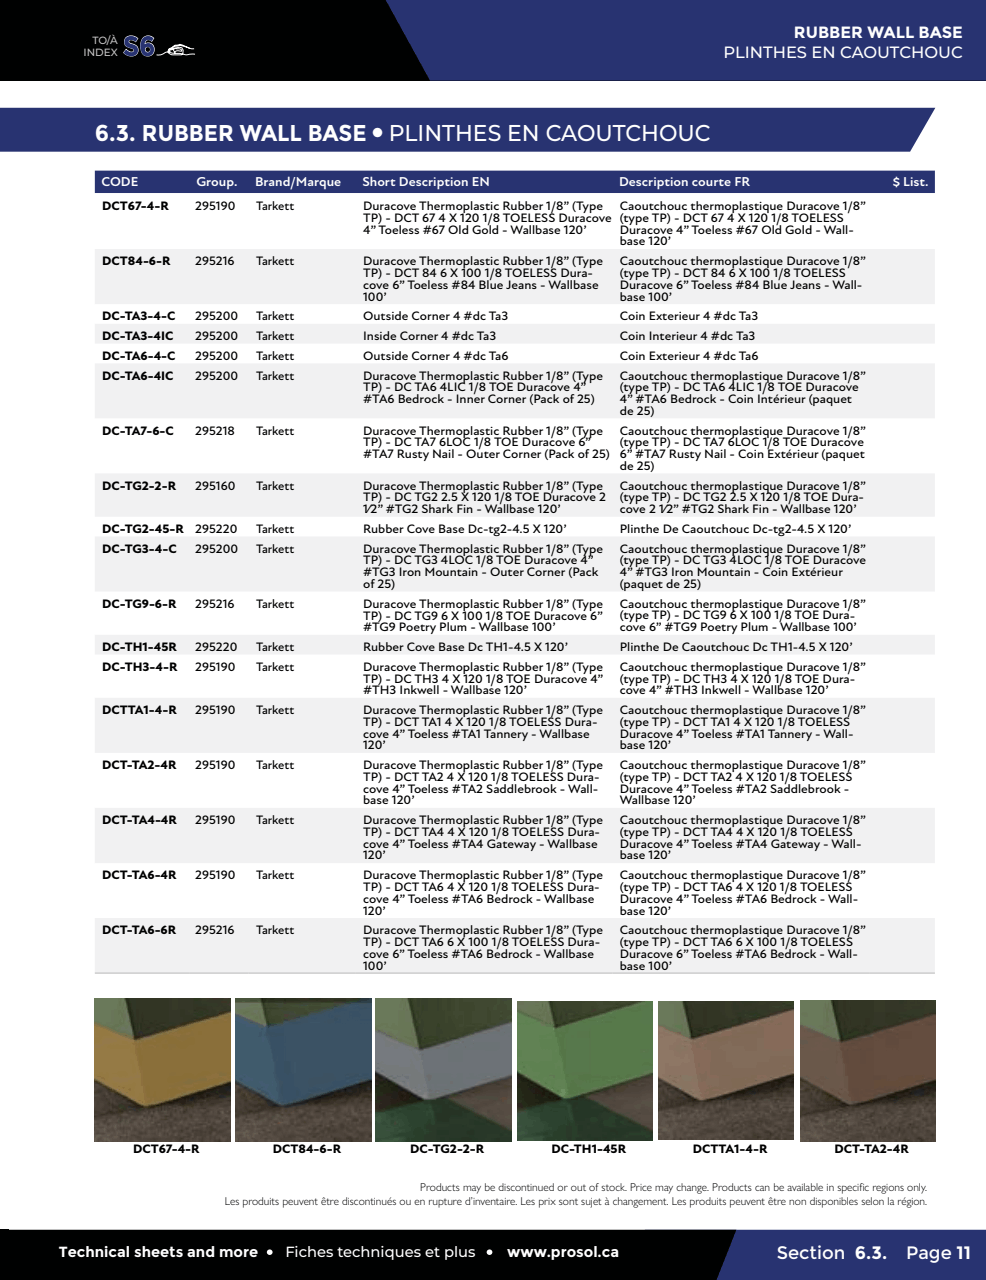 TO/À
INDEX S6
RUBBER WALL BASE
PLINTHES EN CAOUTCHOUC
6.3. RUBBER WALL BASE • PLINTHES EN CAOUTCHOUC
CODE Group. Brand/Marque Short Description EN Description courte FR $ List.
DCT67-4-R 295190 Tarkett Duracove Thermoplastic Rubber 1/8” (Type Caoutchouc thermoplastique Duracove 1/8”
TP) - DCT 67 4 X 120 1/8 TOELESS Duracove (type TP) - DCT 67 4 X 120 1/8 TOELESS
4” Toeless #67 Old Gold - Wallbase 120’ Duracove 4” Toeless #67 Old Gold - Wall-
base 120’
DCT84-6-R 295216 Tarkett Duracove Thermoplastic Rubber 1/8” (Type Caoutchouc thermoplastique Duracove 1/8”
TP) - DCT 84 6 X 100 1/8 TOELESS Dura- (type TP) - DCT 84 6 X 100 1/8 TOELESS
cove 6” Toeless #84 Blue Jeans - Wallbase Duracove 6” Toeless #84 Blue Jeans - Wall-
100’ base 100’
DC-TA3-4-C 295200 Tarkett Outside Corner 4 #dc Ta3 Coin Exterieur 4 #dc Ta3
DC-TA3-4IC 295200 Tarkett Inside Corner 4 #dc Ta3 Coin Interieur 4 #dc Ta3
DC-TA6-4-C 295200 Tarkett Outside Corner 4 #dc Ta6 Coin Exterieur 4 #dc Ta6
DC-TA6-4IC 295200 Tarkett Duracove Thermoplastic Rubber 1/8” (Type Caoutchouc thermoplastique Duracove 1/8”
TP) - DC TA6 4LIC 1/8 TOE Duracove 4” (type TP) - DC TA6 4LIC 1/8 TOE Duracove
#TA6 Bedrock - Inner Corner (Pack of 25) 4” #TA6 Bedrock - Coin Intérieur (paquet
de 25)
DC-TA7-6-C 295218 Tarkett Duracove Thermoplastic Rubber 1/8” (Type Caoutchouc thermoplastique Duracove 1/8”
TP) - DC TA7 6LOC 1/8 TOE Duracove 6” (type TP) - DC TA7 6LOC 1/8 TOE Duracove
#TA7 Rusty Nail - Outer Corner (Pack of 25) 6” #TA7 Rusty Nail - Coin Extérieur (paquet
de 25)
DC-TG2-2-R 295160 Tarkett Duracove Thermoplastic Rubber 1/8” (Type Caoutchouc thermoplastique Duracove 1/8”
TP) - DC TG2 2.5 X 120 1/8 TOE Duracove 2 (type TP) - DC TG2 2.5 X 120 1/8 TOE Dura-
1/2” #TG2 Shark Fin - Wallbase 120’ cove 2 1/2” #TG2 Shark Fin - Wallbase 120’
DC-TG2-45-R 295220 Tarkett Rubber Cove Base Dc-tg2-4.5 X 120’ Plinthe De Caoutchouc Dc-tg2-4.5 X 120’
DC-TG3-4-C 295200 Tarkett Duracove Thermoplastic Rubber 1/8” (Type Caoutchouc thermoplastique Duracove 1/8”
TP) - DC TG3 4LOC 1/8 TOE Duracove 4” (type TP) - DC TG3 4LOC 1/8 TOE Duracove
#TG3 Iron Mountain - Outer Corner (Pack 4” #TG3 Iron Mountain - Coin Extérieur
of 25) (paquet de 25)
DC-TG9-6-R 295216 Tarkett Duracove Thermoplastic Rubber 1/8” (Type Caoutchouc thermoplastique Duracove 1/8”
TP) - DC TG9 6 X 100 1/8 TOE Duracove 6” (type TP) - DC TG9 6 X 100 1/8 TOE Dura-
#TG9 Poetry Plum - Wallbase 100’ cove 6” #TG9 Poetry Plum - Wallbase 100’
DC-TH1-45R 295220 Tarkett Rubber Cove Base Dc TH1-4.5 X 120’ Plinthe De Caoutchouc Dc TH1-4.5 X 120’
DC-TH3-4-R 295190 Tarkett Duracove Thermoplastic Rubber 1/8” (Type Caoutchouc thermoplastique Duracove 1/8”
TP) - DC TH3 4 X 120 1/8 TOE Duracove 4” (type TP) - DC TH3 4 X 120 1/8 TOE Dura-
#TH3 Inkwell - Wallbase 120’ cove 4” #TH3 Inkwell - Wallbase 120’
DCTTA1-4-R 295190 Tarkett Duracove Thermoplastic Rubber 1/8” (Type Caoutchouc thermoplastique Duracove 1/8”
TP) - DCT TA1 4 X 120 1/8 TOELESS Dura- (type TP) - DCT TA1 4 X 120 1/8 TOELESS
cove 4” Toeless #TA1 Tannery - Wallbase Duracove 4” Toeless #TA1 Tannery - Wall-
120’ base 120’
DCT-TA2-4R 295190 Tarkett Duracove Thermoplastic Rubber 1/8” (Type Caoutchouc thermoplastique Duracove 1/8”
TP) - DCT TA2 4 X 120 1/8 TOELESS Dura- (type TP) - DCT TA2 4 X 120 1/8 TOELESS
cove 4” Toeless #TA2 Saddlebrook - Wall- Duracove 4” Toeless #TA2 Saddlebrook -
base 120’ Wallbase 120’
DCT-TA4-4R 295190 Tarkett Duracove Thermoplastic Rubber 1/8” (Type Caoutchouc thermoplastique Duracove 1/8”
TP) - DCT TA4 4 X 120 1/8 TOELESS Dura- (type TP) - DCT TA4 4 X 120 1/8 TOELESS
cove 4” Toeless #TA4 Gateway - Wallbase Duracove 4” Toeless #TA4 Gateway - Wall-
120’ base 120’
DCT-TA6-4R 295190 Tarkett Duracove Thermoplastic Rubber 1/8” (Type Caoutchouc thermoplastique Duracove 1/8”
TP) - DCT TA6 4 X 120 1/8 TOELESS Dura- (type TP) - DCT TA6 4 X 120 1/8 TOELESS
cove 4” Toeless #TA6 Bedrock - Wallbase Duracove 4” Toeless #TA6 Bedrock - Wall-
120’ base 120’
DCT-TA6-6R 295216 Tarkett Duracove Thermoplastic Rubber 1/8” (Type Caoutchouc thermoplastique Duracove 1/8”
TP) - DCT TA6 6 X 100 1/8 TOELESS Dura- (type TP) - DCT TA6 6 X 100 1/8 TOELESS
cove 6” Toeless #TA6 Bedrock - Wallbase Duracove 6” Toeless #TA6 Bedrock - Wall-
100’ base 100’
DCT67-4-R DCT84-6-R DC-TG2-2-R DC-TH1-45R DCTTA1-4-R DCT-TA2-4R
Products may be discontinued or out of stock. Price may change. Products can be available in specific regions only.
Les produits peuvent être discontinués ou en rupture d’inventaire. Les prix sont sujet à changement. Les produits peuvent être non disponibles selon la région.
Technical sheets and more • Fiches techniques et plus • www.prosol.ca
Section 6.3. Page 11